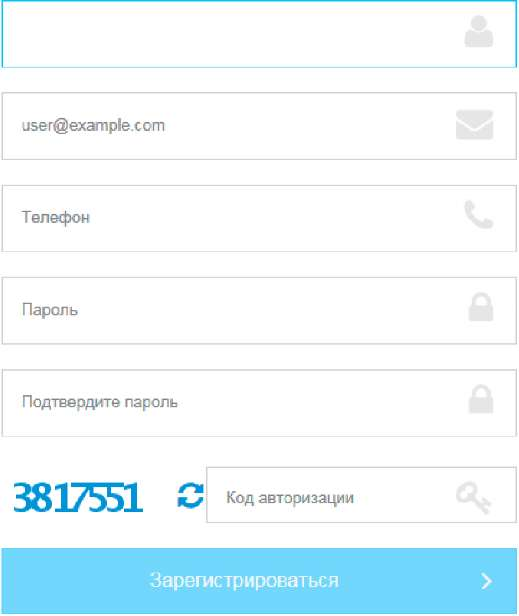 user@example.com
Телефон
Пароль
Подтвердите пароль
3817551
Код авторизации
Зарегистрироваться